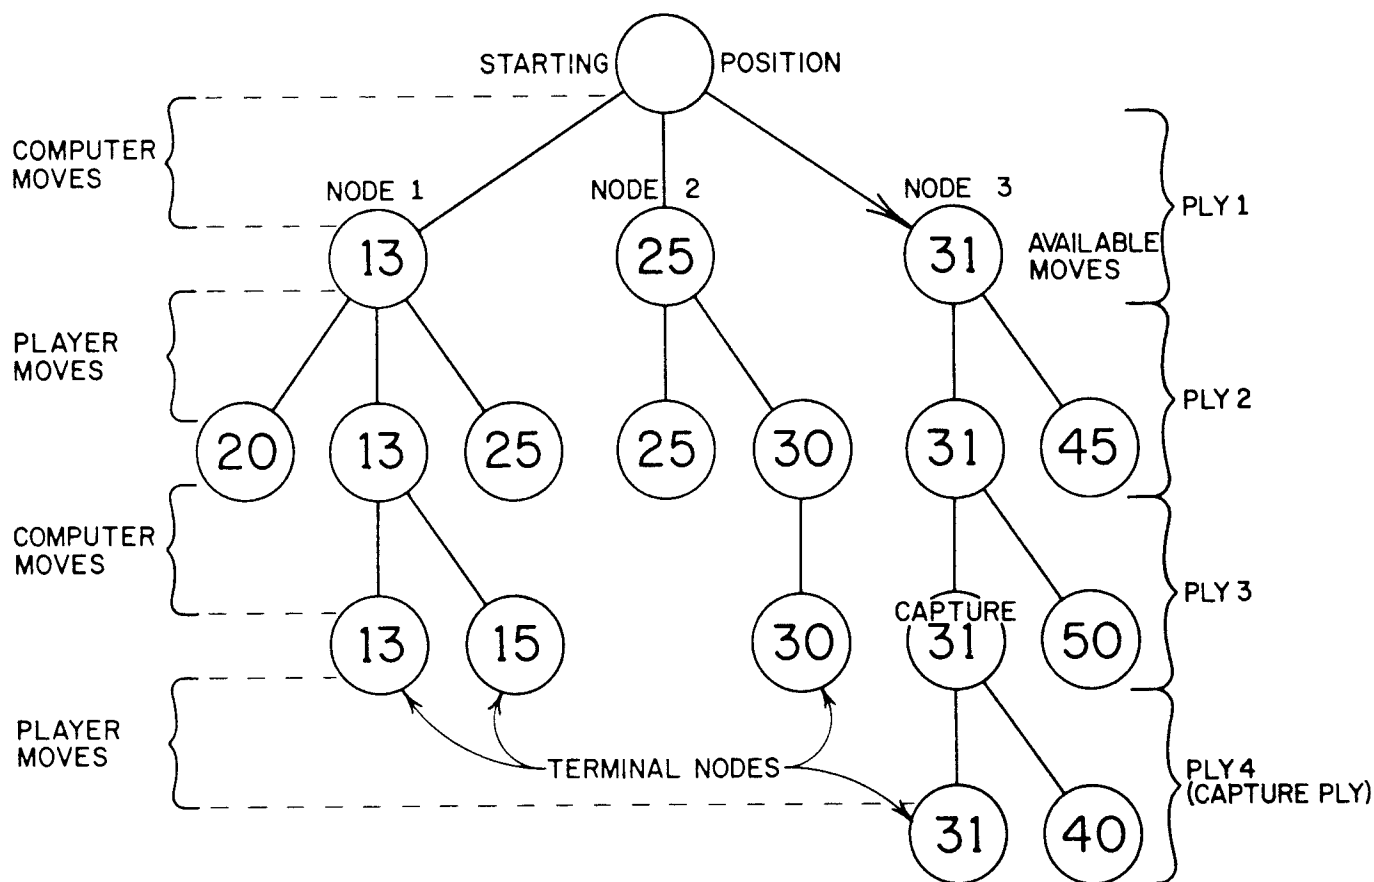 STARTING POSITION
COMPUTER
MOVES
NODE 1
NODE 2
NODE 3
PLY 1
13
25
31
AVAILABLE
MOVES
PLAYER
MOVES
PLY 2
20
13
25
25
30
31
45
COMPUTER
MOVES
PLY 3
CAPTURE
13
15
30
31
50
PLAYER
MOVES
TERMINAL NODES
PLY 4
(CAPTURE PLY)
31
40